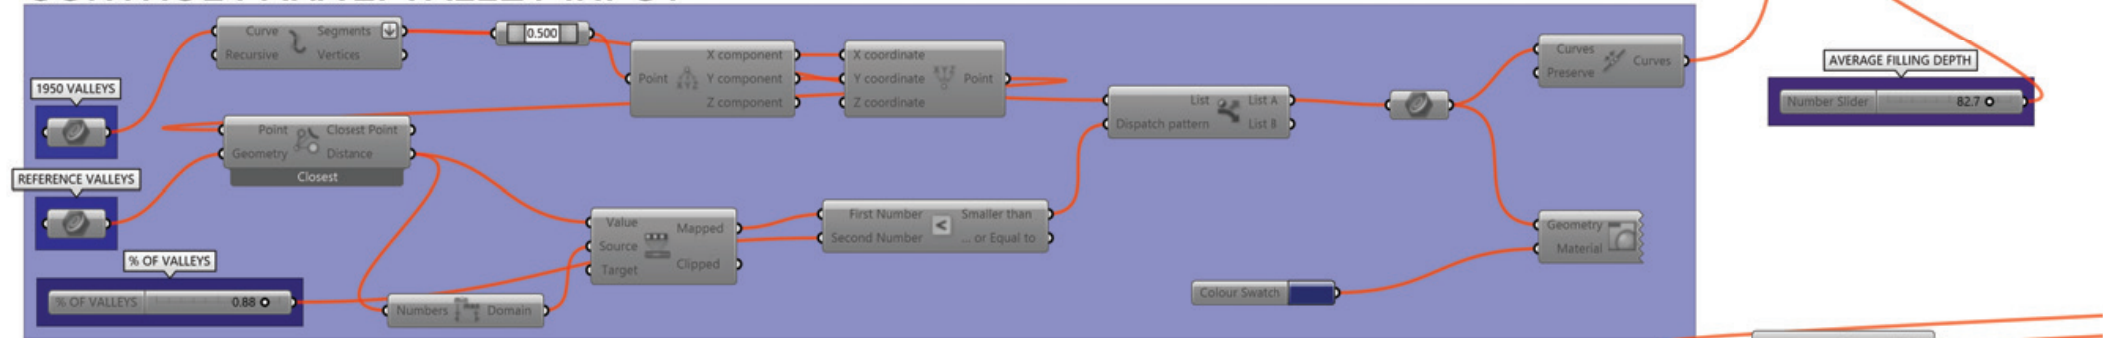 1950 VALLEYS
REFERENCE VALLEYS
% OF VALLEYS
% OF VALLEYS 0.88
Curve Segments
Recursive Vertices
0.500
Point Closest Point
Geometry Distance
Closest
Numbers Domain
Value Mapped
Source
Target Clipped
X component
Point Y component
Z component
X coordinate
Y coordinate Point
Z coordinate
First Number Smaller than
Second Number ... or Equal to
List List A
Dispatch pattern List B
Colour Swatch
Curves
Preserve Curves
Geometry
Material
AVERAGE FILLING DEPTH
Number Slider 82.7